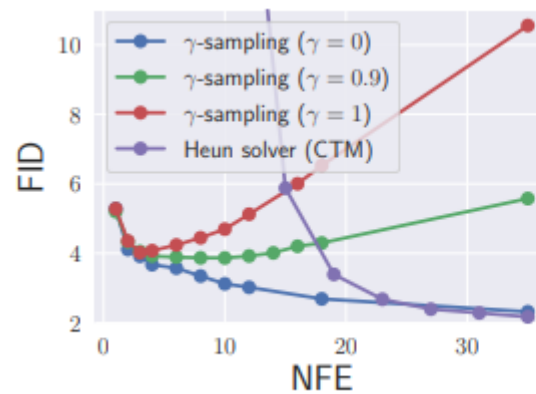 10
8
6
4
2
0
10
20
30
FID
NFE
γ-sampling (γ = 0)
γ-sampling (γ = 0.9)
γ-sampling (γ = 1)
Heun solver (CTM)